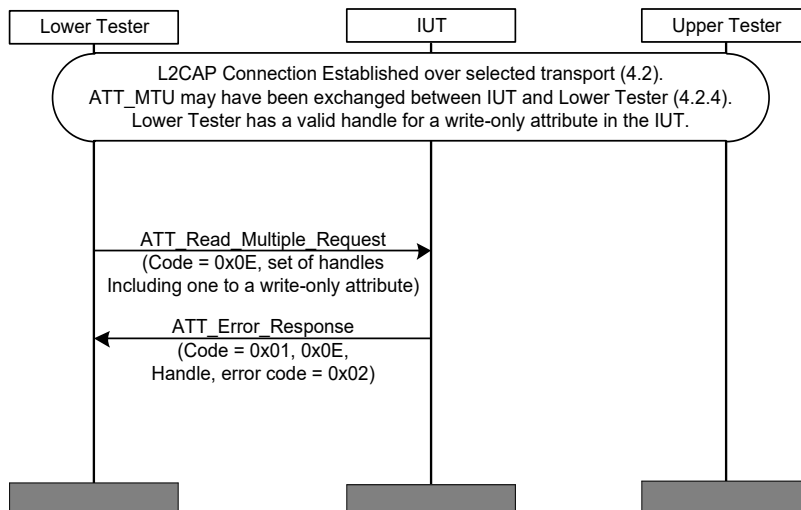 Lower Tester
IUT
Upper Tester
L2CAP Connection Established over selected transport (4.2).
ATT_MTU may have been exchanged between IUT and Lower Tester (4.2.4).
Lower Tester has a valid handle for a write-only attribute in the IUT.
ATT_Read_Multiple_Request
(Code = 0x0E, set of handles
Including one to a write-only attribute)
ATT_Error_Response
(Code = 0x01, 0x0E,
Handle, error code = 0x02)